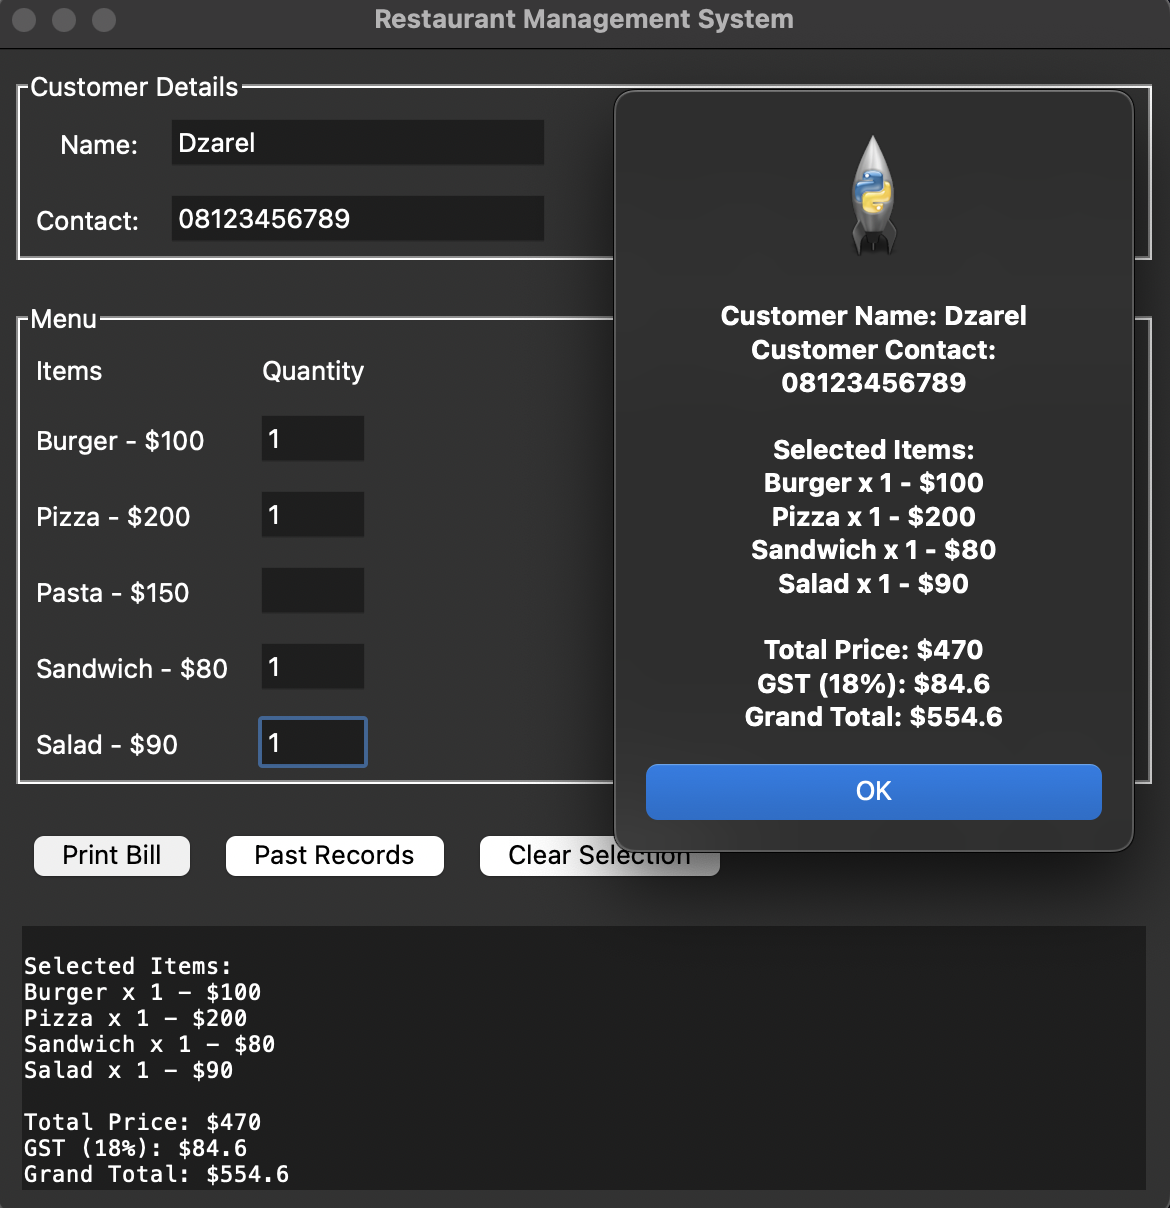 Restaurant Management System
Customer Details
Name: Dzarel
Contact: 08123456789
Menu
Items Quantity
Burger - $100 1
Pizza - $200 1
Pasta - $150
Sandwich - $80 1
Salad - $90 1
Customer Name: Dzarel
Customer Contact:
08123456789
Selected Items:
Burger x 1 - $100
Pizza x 1 - $200
Sandwich x 1 - $80
Salad x 1 - $90
Total Price: $470
GST (18%): $84.6
Grand Total: $554.6
OK
Print Bill Past Records Clear Selection
Selected Items:
Burger x 1 - $100
Pizza x 1 - $200
Sandwich x 1 - $80
Salad x 1 - $90
Total Price: $470
GST (18%): $84.6
Grand Total: $554.6